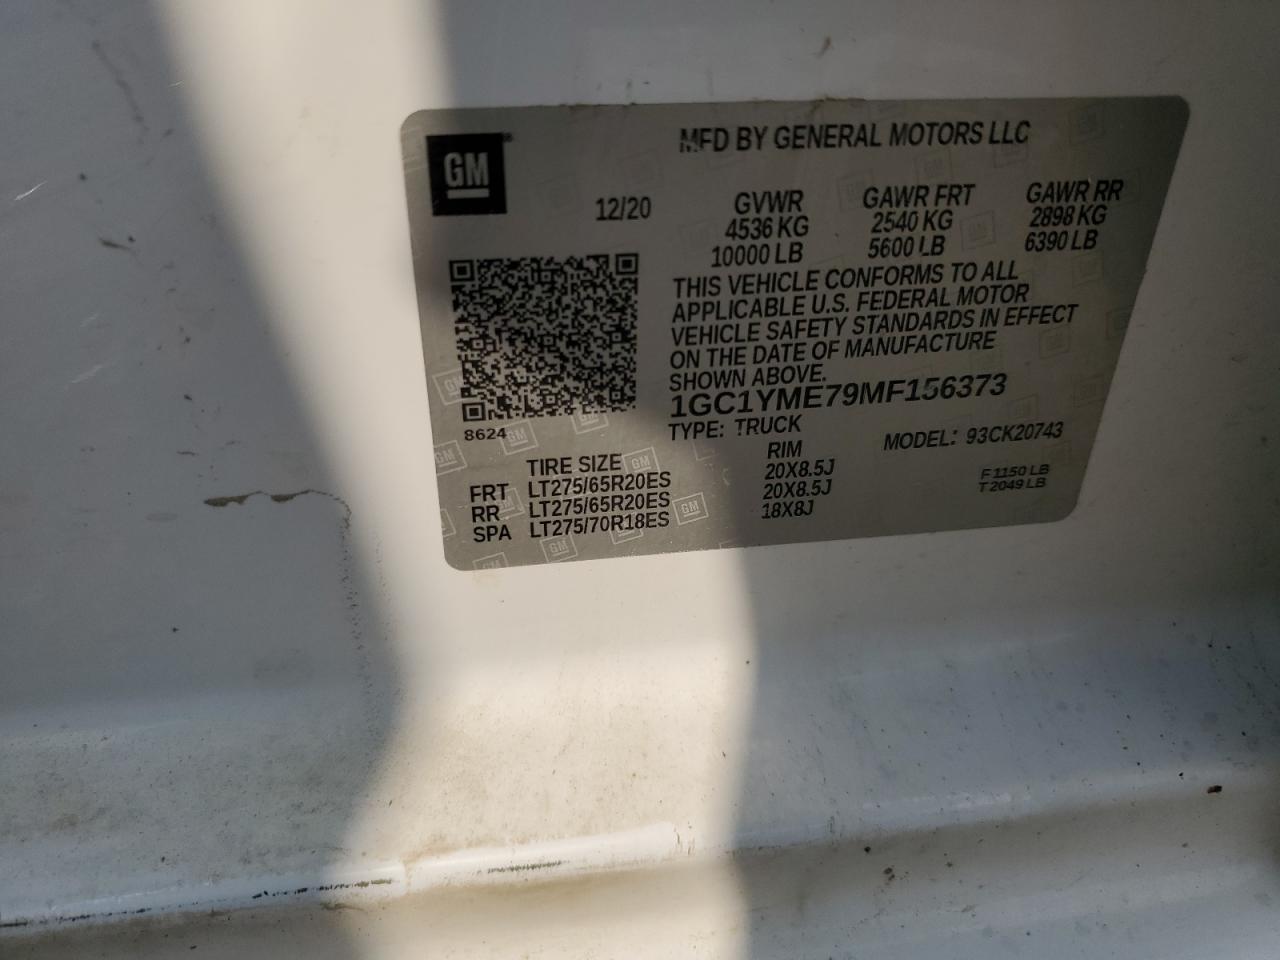 GM
MFD BY GENERAL MOTORS LLC
12/20
GVWR GAWR FRT GAWR RR
4536 KG 2540 KG 2898 KG
10000 LB 5600 LB 6390 LB
THIS VEHICLE CONFORMS TO ALL
APPLICABLE U.S. FEDERAL MOTOR
VEHICLE SAFETY STANDARDS IN EFFECT
ON THE DATE OF MANUFACTURE
SHOWN ABOVE.
1GC1YME79MF156373
8624
TYPE: TRUCK MODEL: 93CK20743
TIRE SIZE RIM
FRT LT275/65R20ES 20X8.5J
RR LT275/65R20ES 20X8.5J
SPA LT275/70R18ES 18X8J
F 1150 LB
T 2049 LB